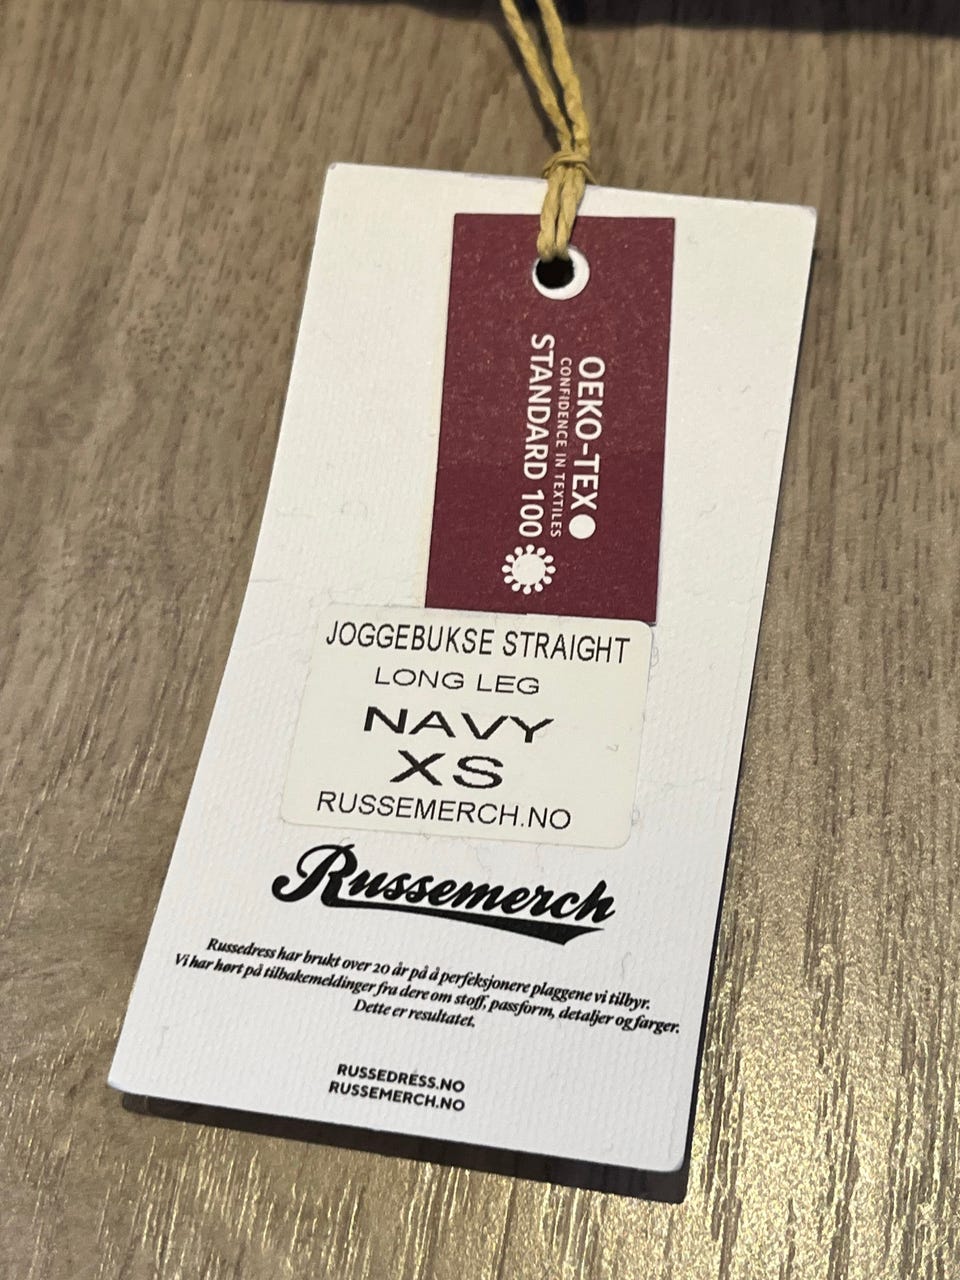 OEKO-TEX
CONFIDENCE IN TEXTILES
STANDARD 100
JOGGEBUKSE STRAIGHT
LONG LEG
NAVY
XS
RUSSEMERCH.NO
Russemerch
Russedress har brukt over 20 år på å perfeksjonere plaggene vi tilbyr.
Vi har hørt på tilbakemeldinger fra dere om stoff, passform, detaljer og farger.
Dette er resultatet.
RUSSEDRESS.NO
RUSSEMERCH.NO